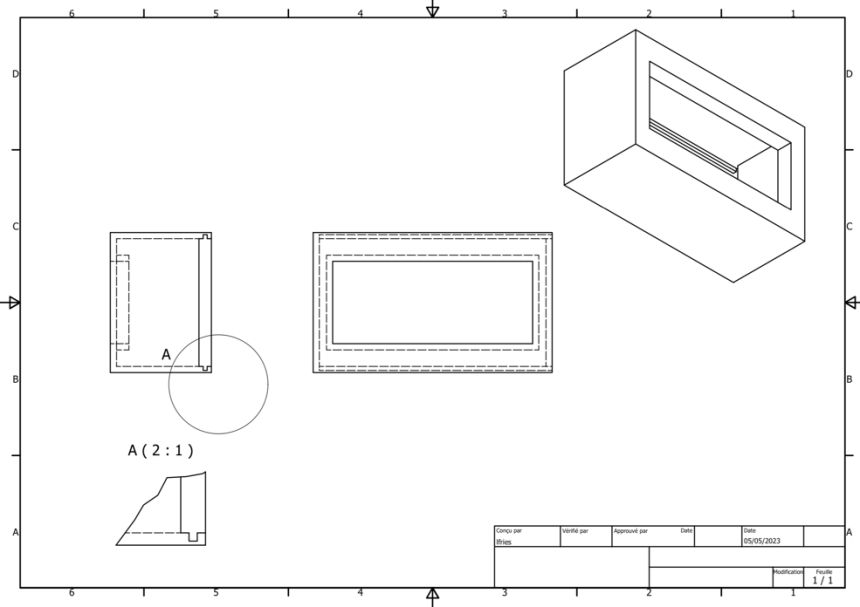 6 5 4 3 2 1
D D
C C
A
B B
A ( 2 : 1 )
A A
Conçu par Vérifié par Approuvé par Date Date
lfries 05/05/2023
Modification Feuille
1 / 1
6 5 4 3 2 1